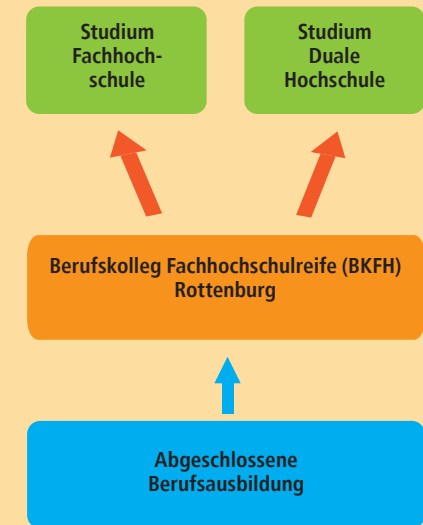 Studium
Fachhoch-
schule
Studium
Duale
Hochschule
Berufskolleg Fachhochschulreife (BKFH)
Rottenburg
Abgeschlossene
Berufsausbildung